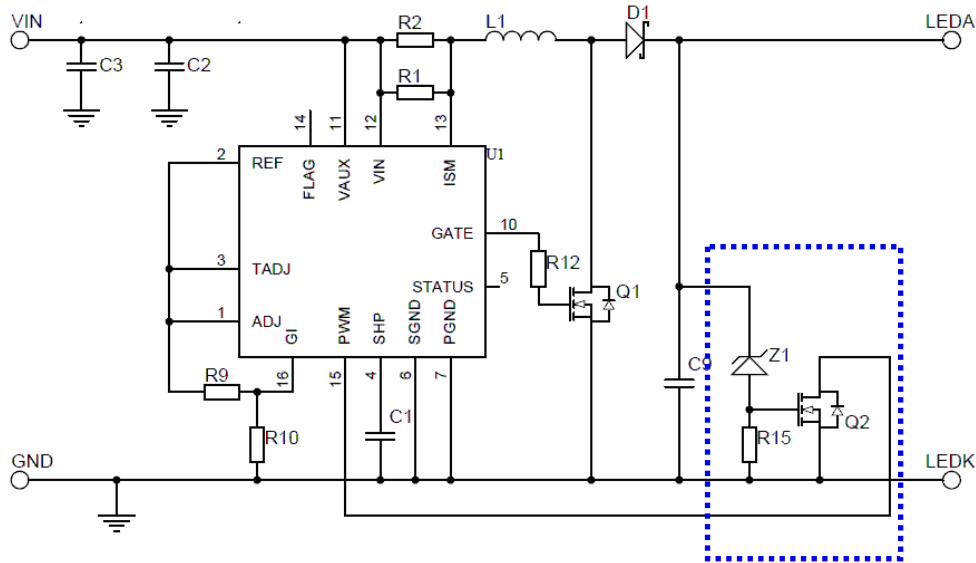 VIN
R2
L1
D1
LEDA
C3
C2
R1
14
11
12
13
U1
2
REF
FLAG
VAUX
VIN
ISM
GATE
10
3
TADJ
R12
STATUS
5
Q1
1
ADJ
GI
PWM
SHP
SGND
PGND
Z1
C9
R9
16
15
4
6
7
C1
Q2
R10
R15
GND
LEDK